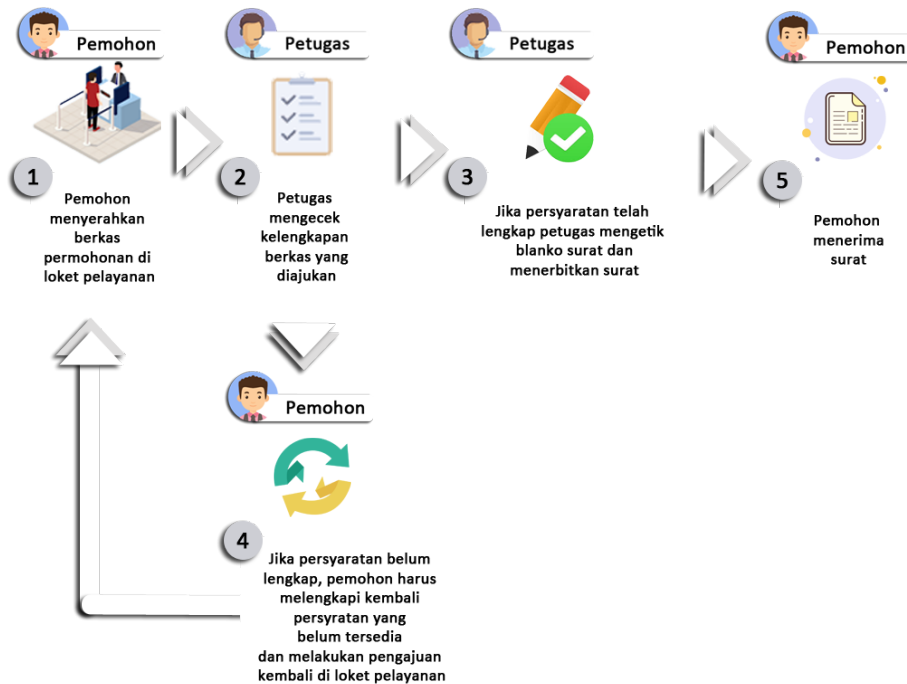 Pemohon
1
Pemohon
menyerahkan
berkas
permohonan di
loket pelayanan
Petugas
2
Petugas
mengecek
kelengkapan
berkas yang
diajukan
Petugas
3
Jika persyaratan telah
lengkap petugas mengetik
blanko surat dan
menerbitkan surat
Pemohon
5
Pemohon
menerima
surat
Pemohon
4
Jika persyaratan belum
lengkap, pemohon harus
melengkapi kembali
persyratan yang
belum tersedia
dan melakukan pengajuan
kembali di loket pelayanan